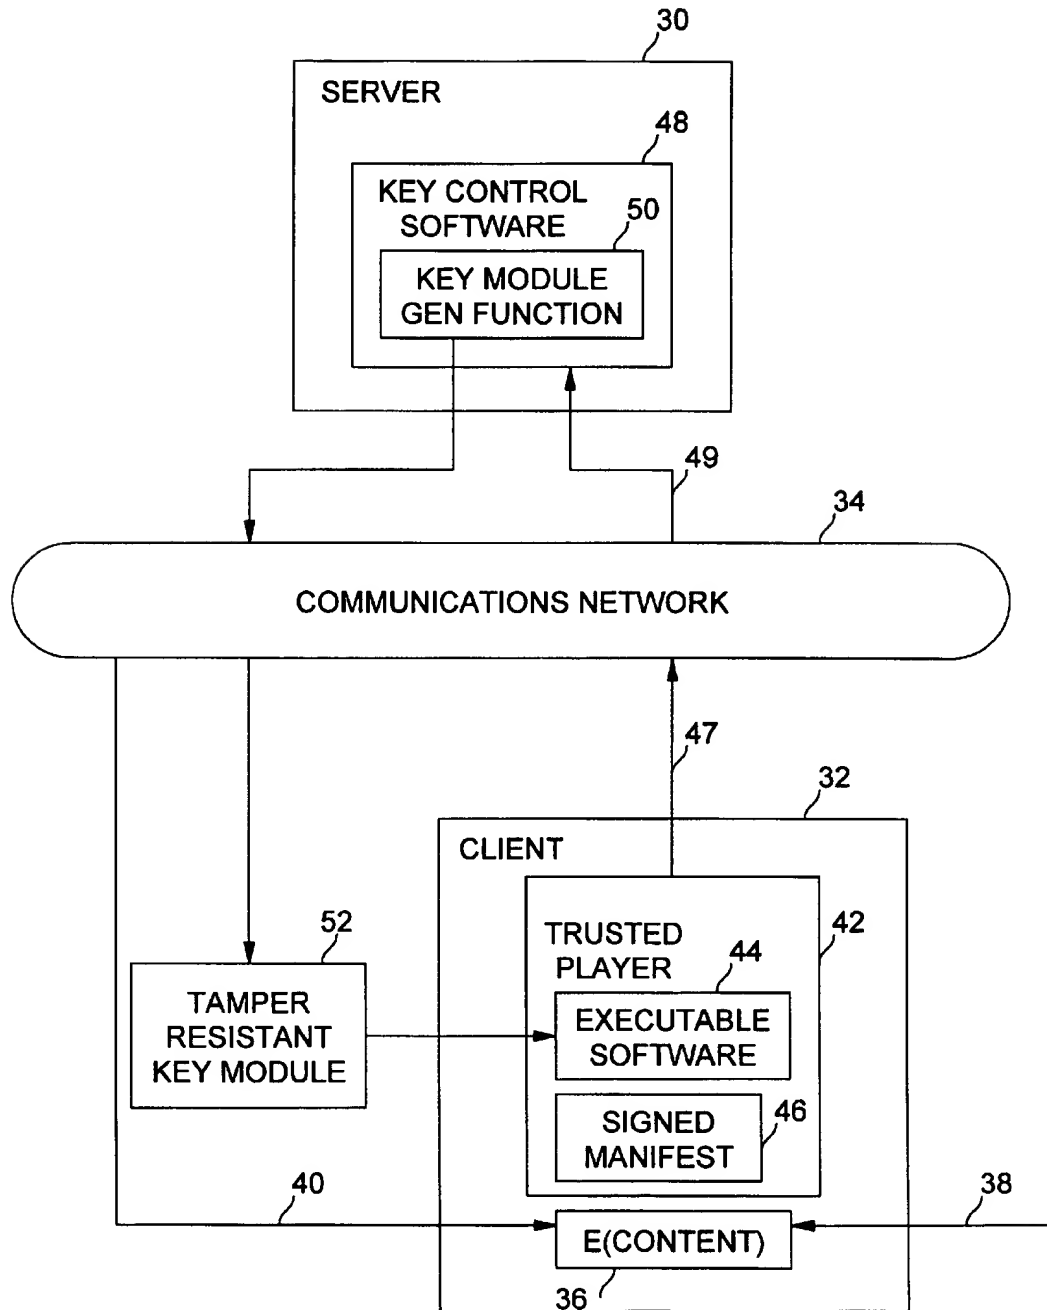 30
SERVER
48
KEY CONTROL
SOFTWARE
50
KEY MODULE
GEN FUNCTION
49
34
COMMUNICATIONS NETWORK
47
32
CLIENT
52
42
TRUSTED
PLAYER
44
TAMPER
RESISTANT
KEY MODULE
EXECUTABLE
SOFTWARE
46
SIGNED
MANIFEST
40
38
E(CONTENT)
36